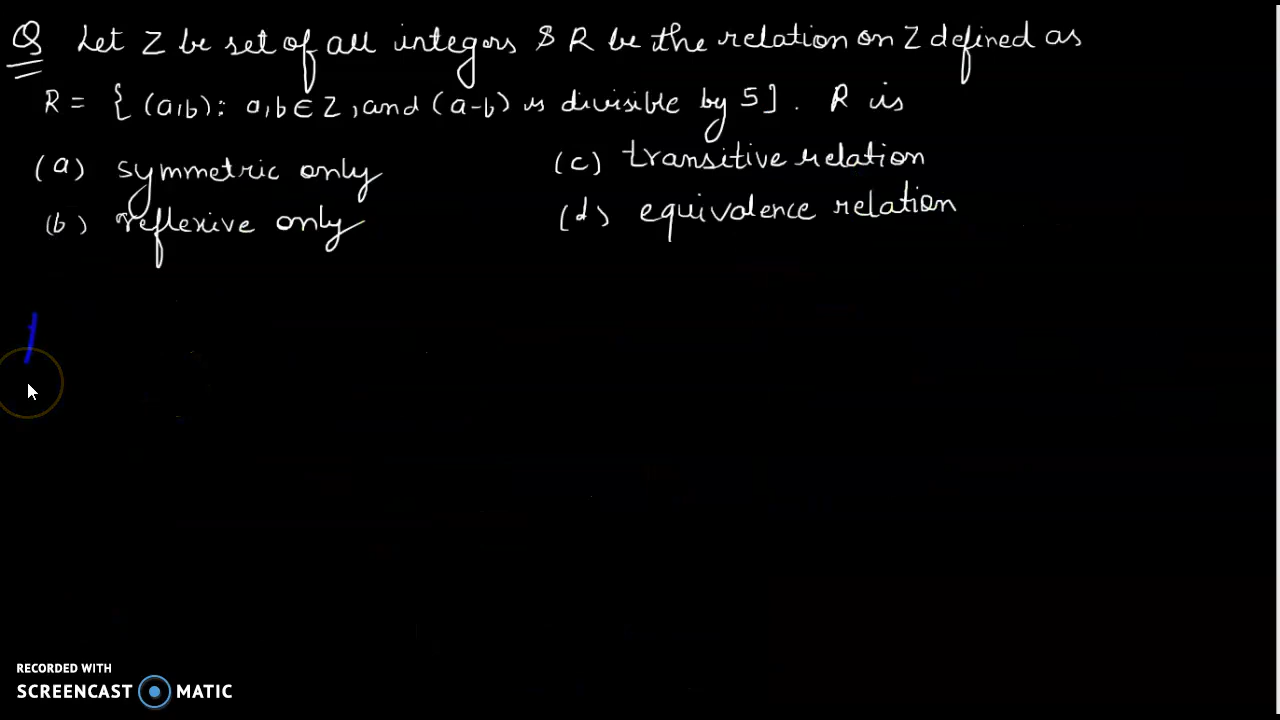 Q Let Z be set of all integers & R be the relation on Z defined as
R = {(a,b): a,b ∈ Z, and (a-b) is divisible by 5]. R is
(a) symmetric only
(c) transitive relation
(b) reflexive only
(d) equivalence relation
RECORDED WITH
SCREENCAST MATIC